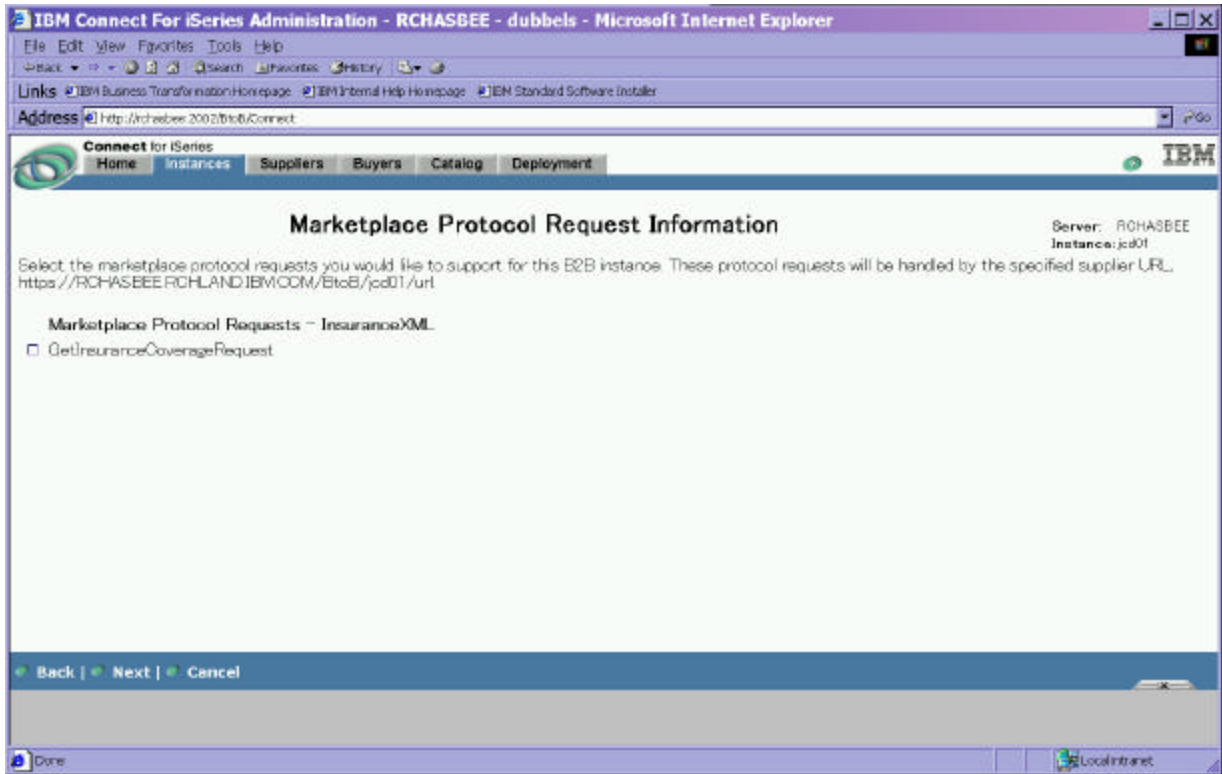 IBM Connect For iSeries Administration - RCHASBEE - dubbels - Microsoft Internet Explorer
File Edit View Favorites Tools Help
Back Search Favorites History
Links IBM Business Transformation Homepage IBM Internal Help Homepage IBM Standard Software Installer
Address http://rchasbee:2002/BtoB/Connect Go
Connect for iSeries
Home Instances Suppliers Buyers Catalog Deployment
IBM
Marketplace Protocol Request Information
Server: RCHASBEE
Instance: jcd01
Select the marketplace protocol requests you would like to support for this B2B instance. These protocol requests will be handled by the specified supplier URL,
https://RCHASBEE.RCHLAND.IBM.COM/BtoB/jcd01/url
Marketplace Protocol Requests - InsuranceXML
GetInsuranceCoverageRequest
Back | Next | Cancel
Done
Local intranet